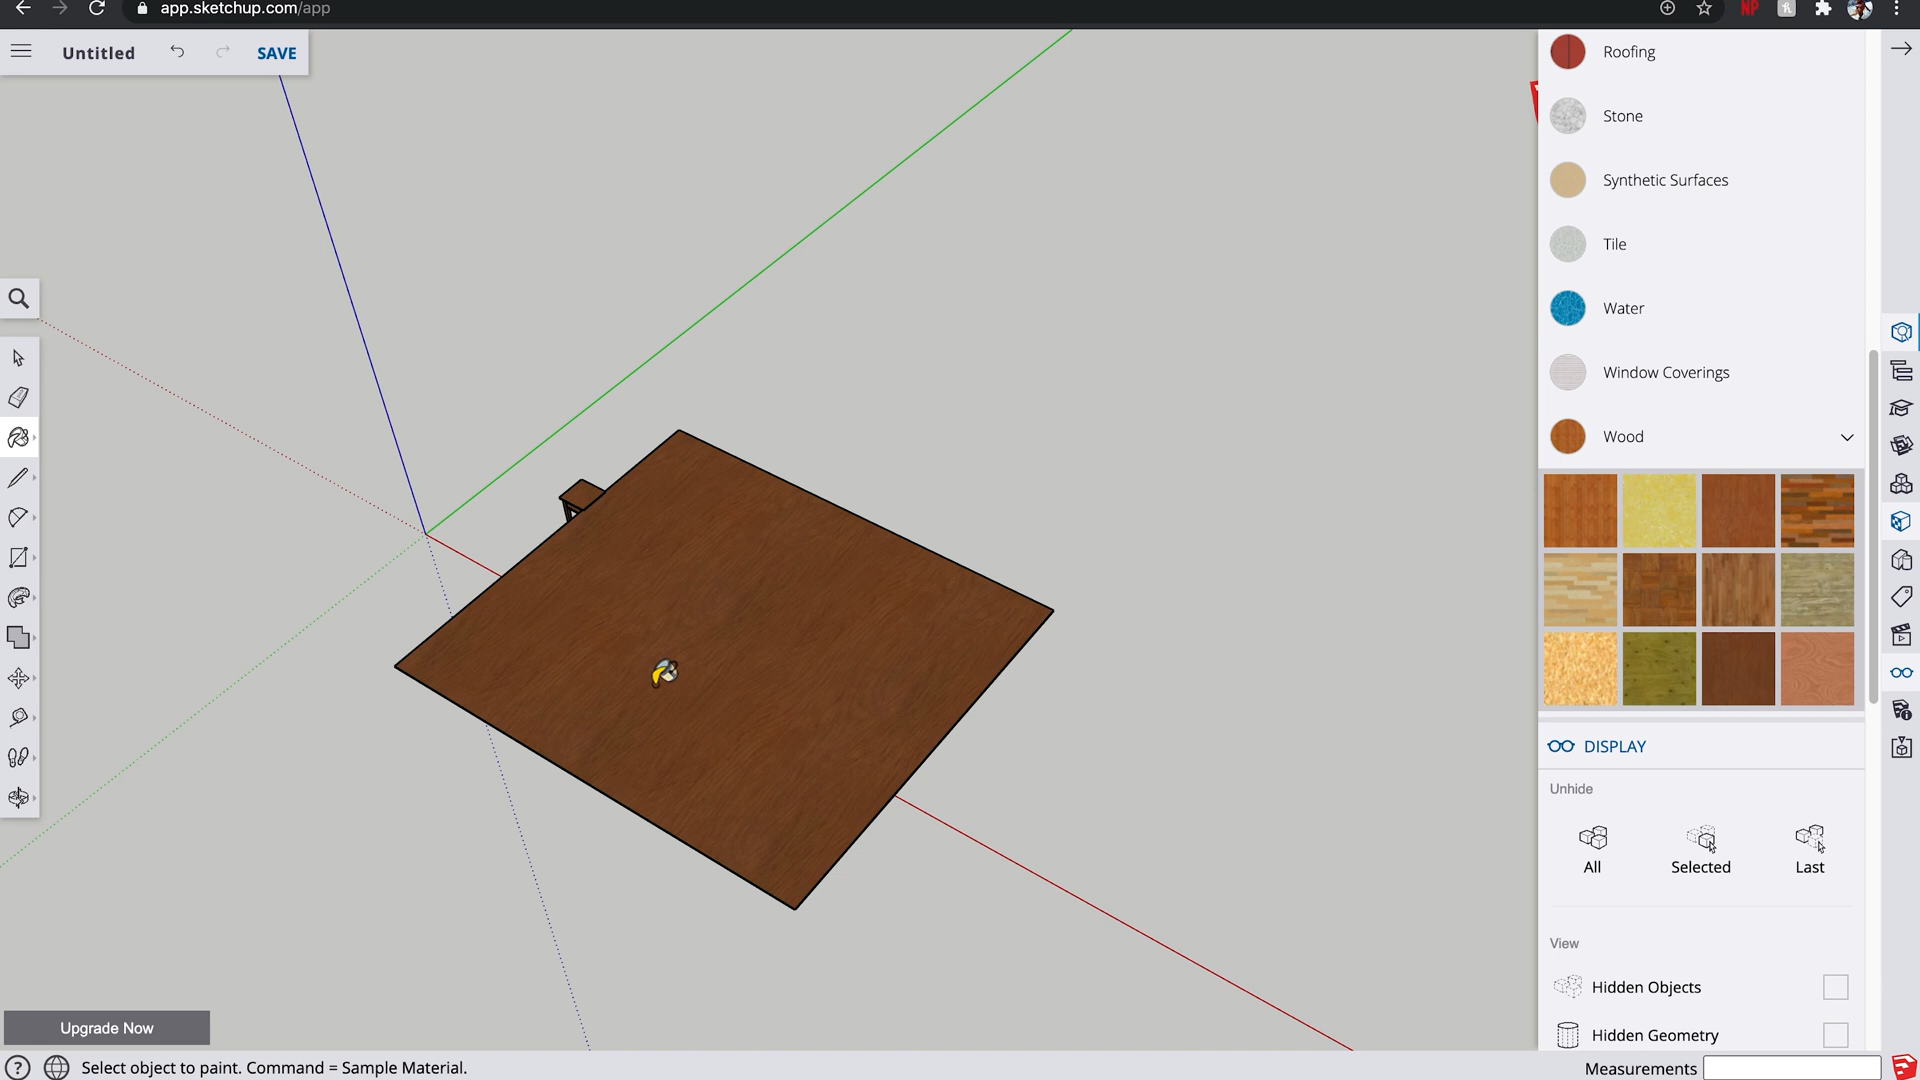 app.sketchup.com/app
NP
Untitled
SAVE
Roofing
Stone
Synthetic Surfaces
Tile
Water
Window Coverings
Wood
DISPLAY
Unhide
All
Selected
Last
View
Hidden Objects
Hidden Geometry
Upgrade Now
? Select object to paint. Command = Sample Material.
Measurements